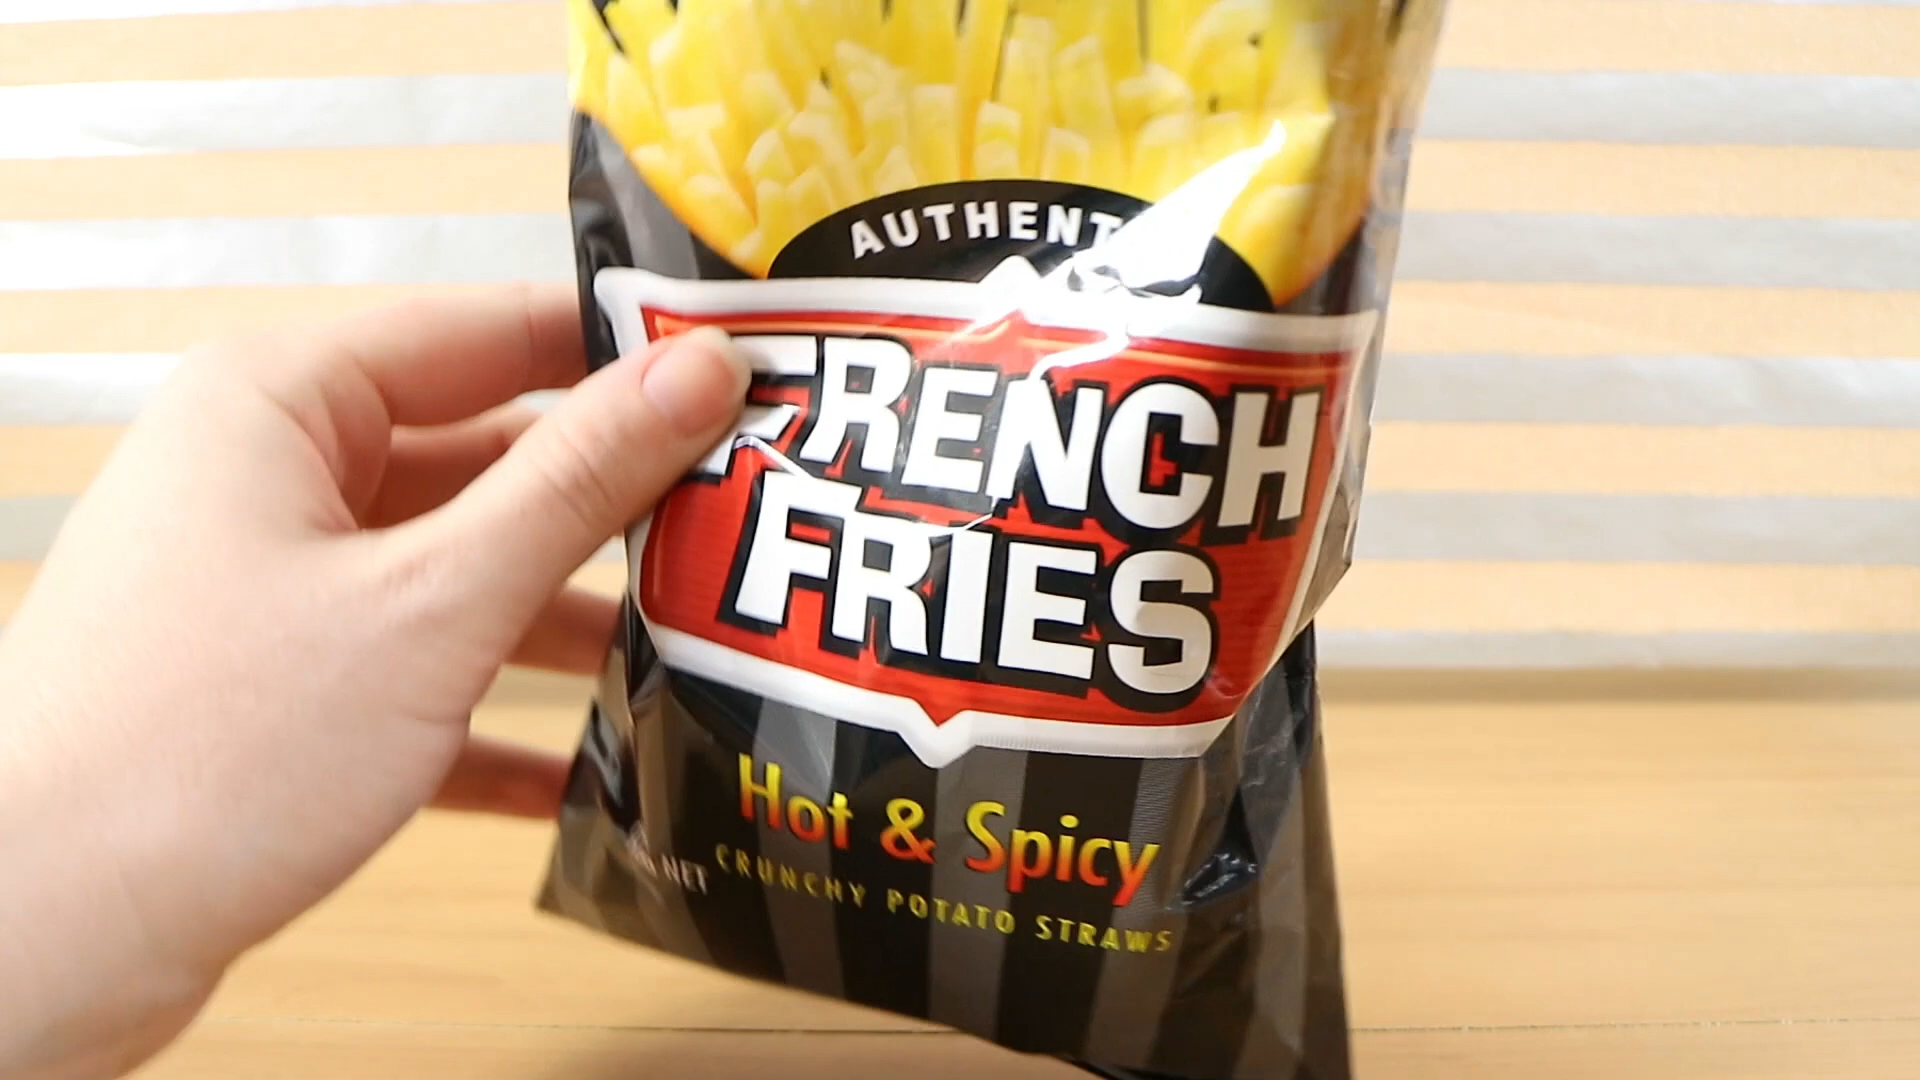 AUTHENT
FRENCH
FRIES
Hot & Spicy
NET
CRUNCHY POTATO STRAWS